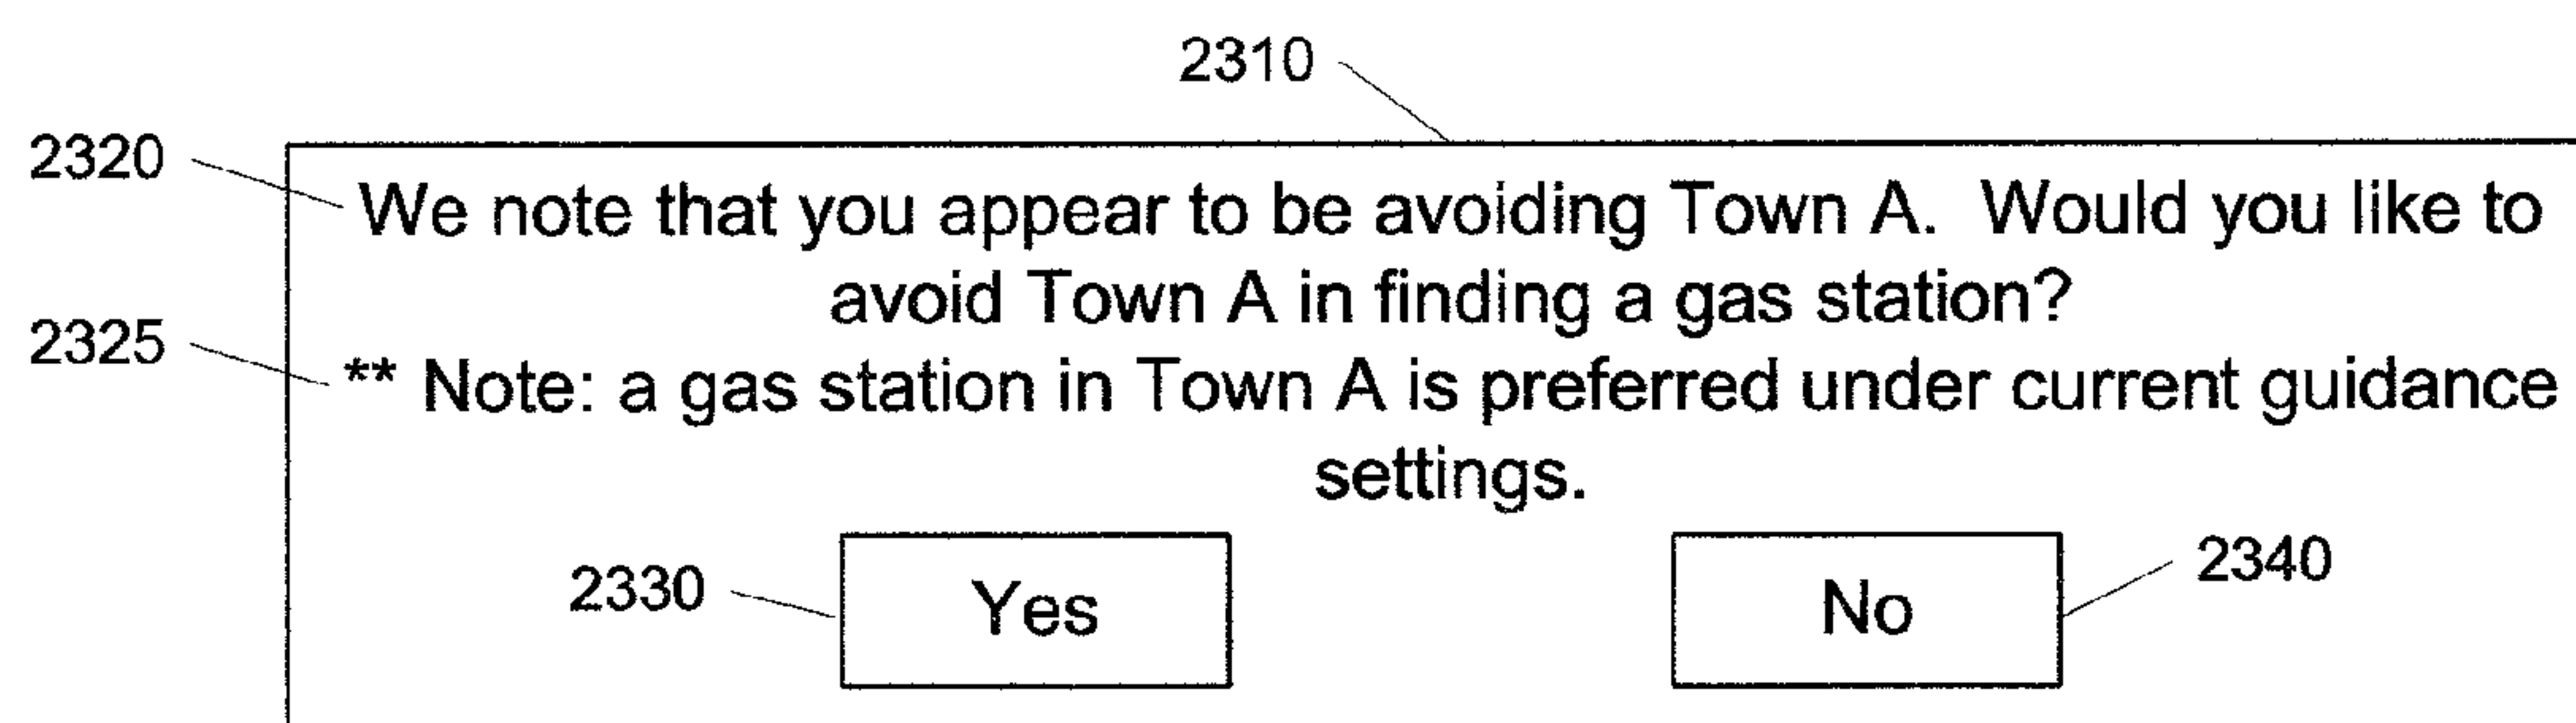 2310
2320
We note that you appear to be avoiding Town A. Would you like to
avoid Town A in finding a gas station?
2325
** Note: a gas station in Town A is preferred under current guidance
settings.
2330
Yes
No
2340